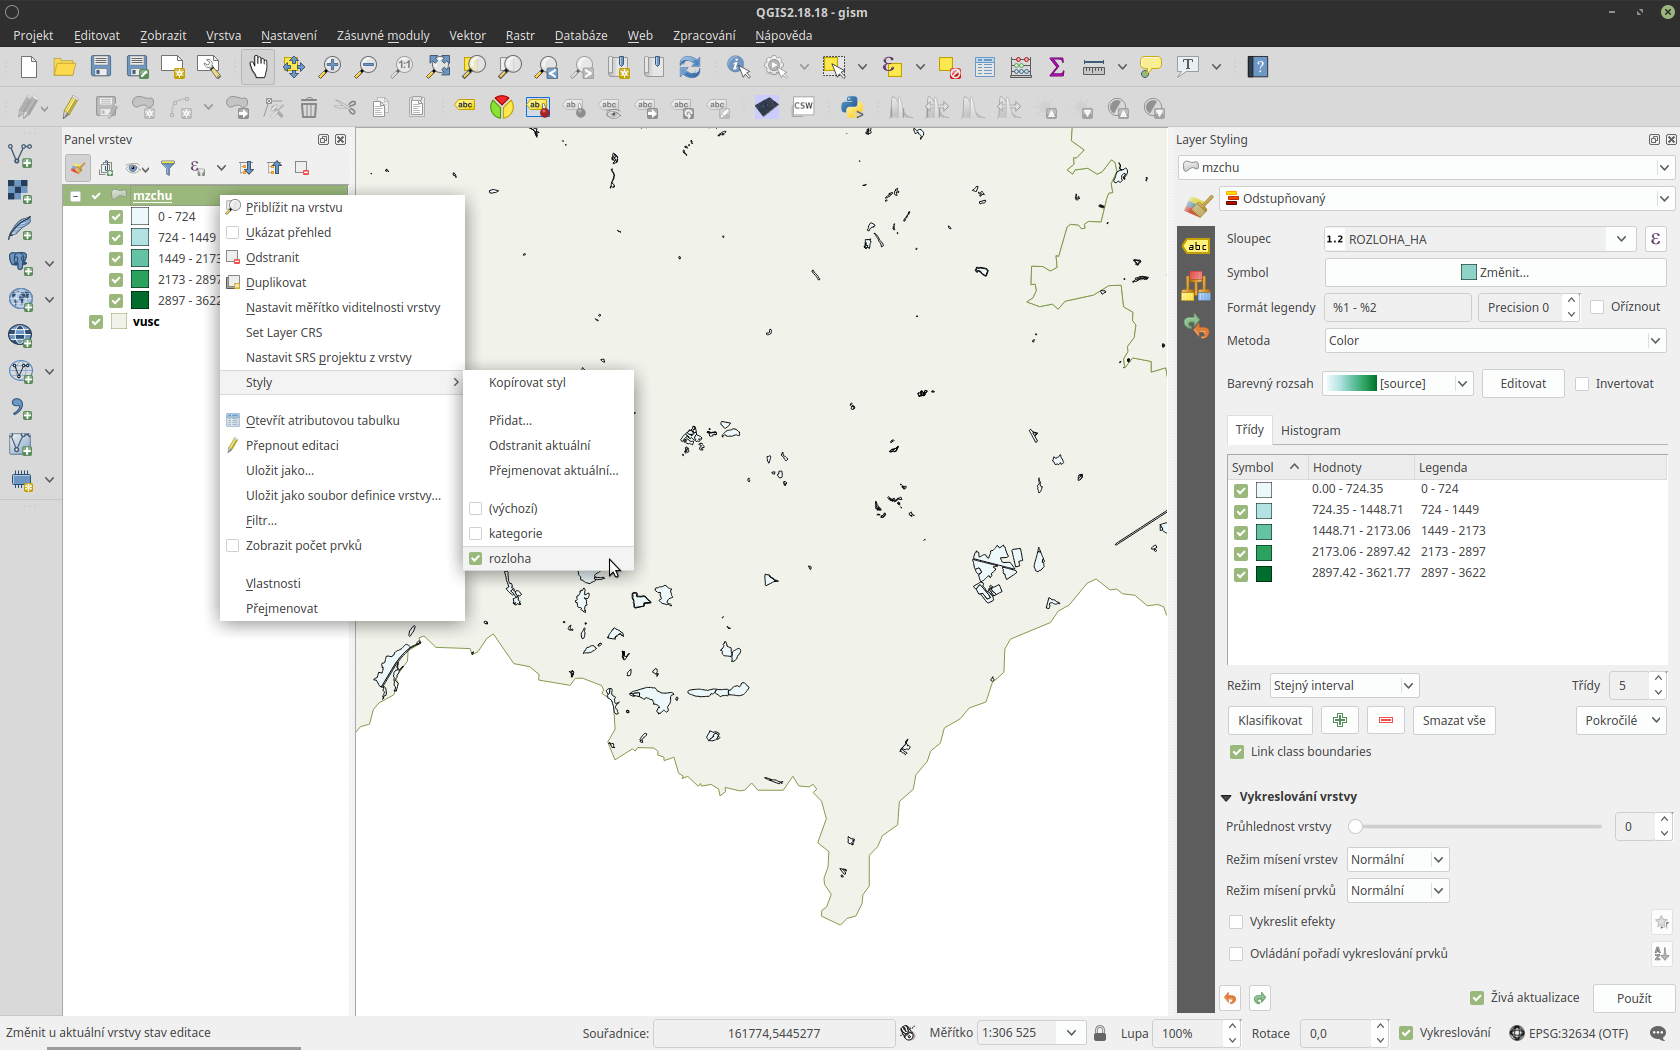 QGIS2.18.18 - gism
Projekt Editovat Zobrazit Vrstva Nastavení Zásuvné moduly Vektor Rastr Databáze Web Zpracování Nápověda
Panel vrstev
mzchu
0 - 724
724 - 1449
1449 - 2173
2173 - 2897
2897 - 3622
vusc
Přiblížit na vrstvu
Ukázat přehled
Odstranit
Duplikovat
Nastavit měřítko viditelnosti vrstvy
Set Layer CRS
Nastavit SRS projektu z vrstvy
Styly
Otevřít atributovou tabulku
Přepnout editaci
Uložit jako...
Uložit jako soubor definice vrstvy...
Filtr...
Zobrazit počet prvků
Vlastnosti
Přejmenovat
Kopírovat styl
Přidat...
Odstranit aktuální
Přejmenovat aktuální...
(výchozí)
kategorie
rozloha
Layer Styling
mzchu
Odstupňovaný
Sloupec 1.2 ROZLOHA_HA ε
Symbol Změnit...
Formát legendy %1 - %2 Precision 0 Oříznout
Metoda Color
Barevný rozsah [source] Editovat Invertovat
Třídy Histogram
Symbol Hodnoty Legenda
0.00 - 724.35 0 - 724
724.35 - 1448.71 724 - 1449
1448.71 - 2173.06 1449 - 2173
2173.06 - 2897.42 2173 - 2897
2897.42 - 3621.77 2897 - 3622
Režim Stejný interval Třídy 5
Klasifikovat Smazat vše Pokročilé
Link class boundaries
Vykreslování vrstvy
Průhlednost vrstvy 0
Režim mísení vrstev Normální
Režim mísení prvků Normální
Vykreslit efekty
Ovládání pořadí vykreslování prvků
Živá aktualizace Použít
Změnit u aktuální vrstvy stav editace Souřadnice: 161774,5445277 Měřítko 1:306 525 Lupa 100% Rotace 0,0 Vykreslování EPSG:32634 (OTF)